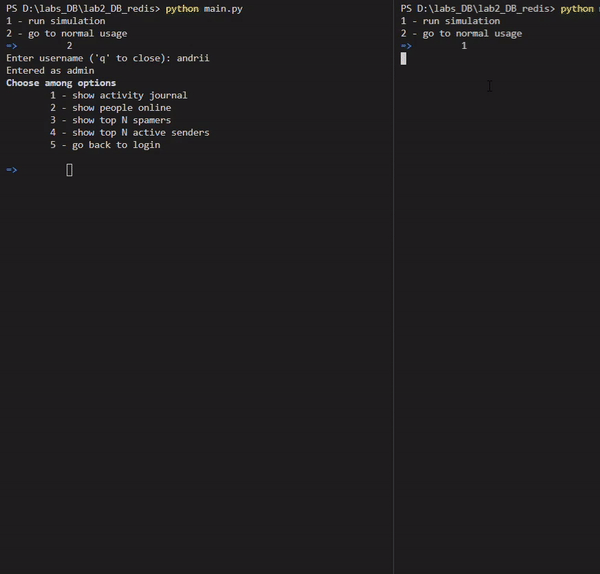 PS D:\labs_DB\lab2_DB_redis> python main.py
1 - run simulation
2 - go to normal usage
=> 2
Enter username ('q' to close): andrii
Entered as admin
Choose among options
1 - show activity journal
2 - show people online
3 - show top N spamers
4 - show top N active senders
5 - go back to login
=>
PS D:\labs_DB\lab2_DB_redis> python
1 - run simulation
2 - go to normal usage
=> 1